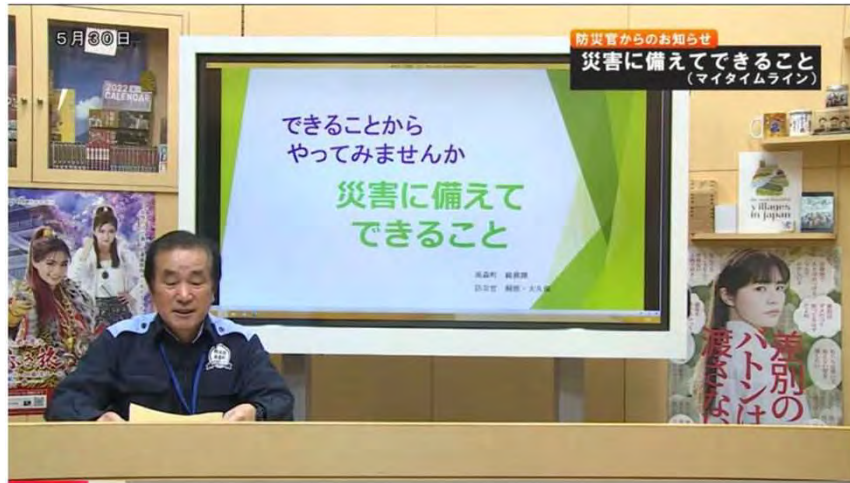 5月30日
防災官からのお知らせ
災害に備えてできること
(マイタイムライン)
2022
CALENDAR
できることから
やってみませんか
災害に備えて
できること
villages
in japan
差別の
バトンは
渡さない